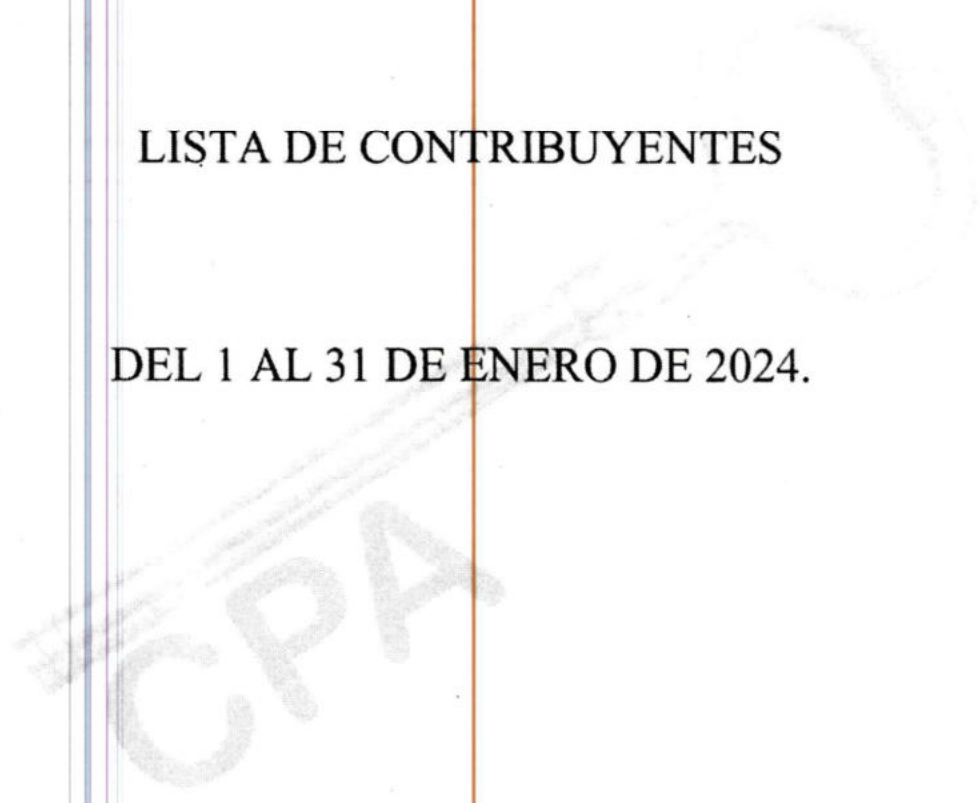 LISTA DE CONTRIBUYENTES
DEL 1 AL 31 DE ENERO DE 2024.
CPA